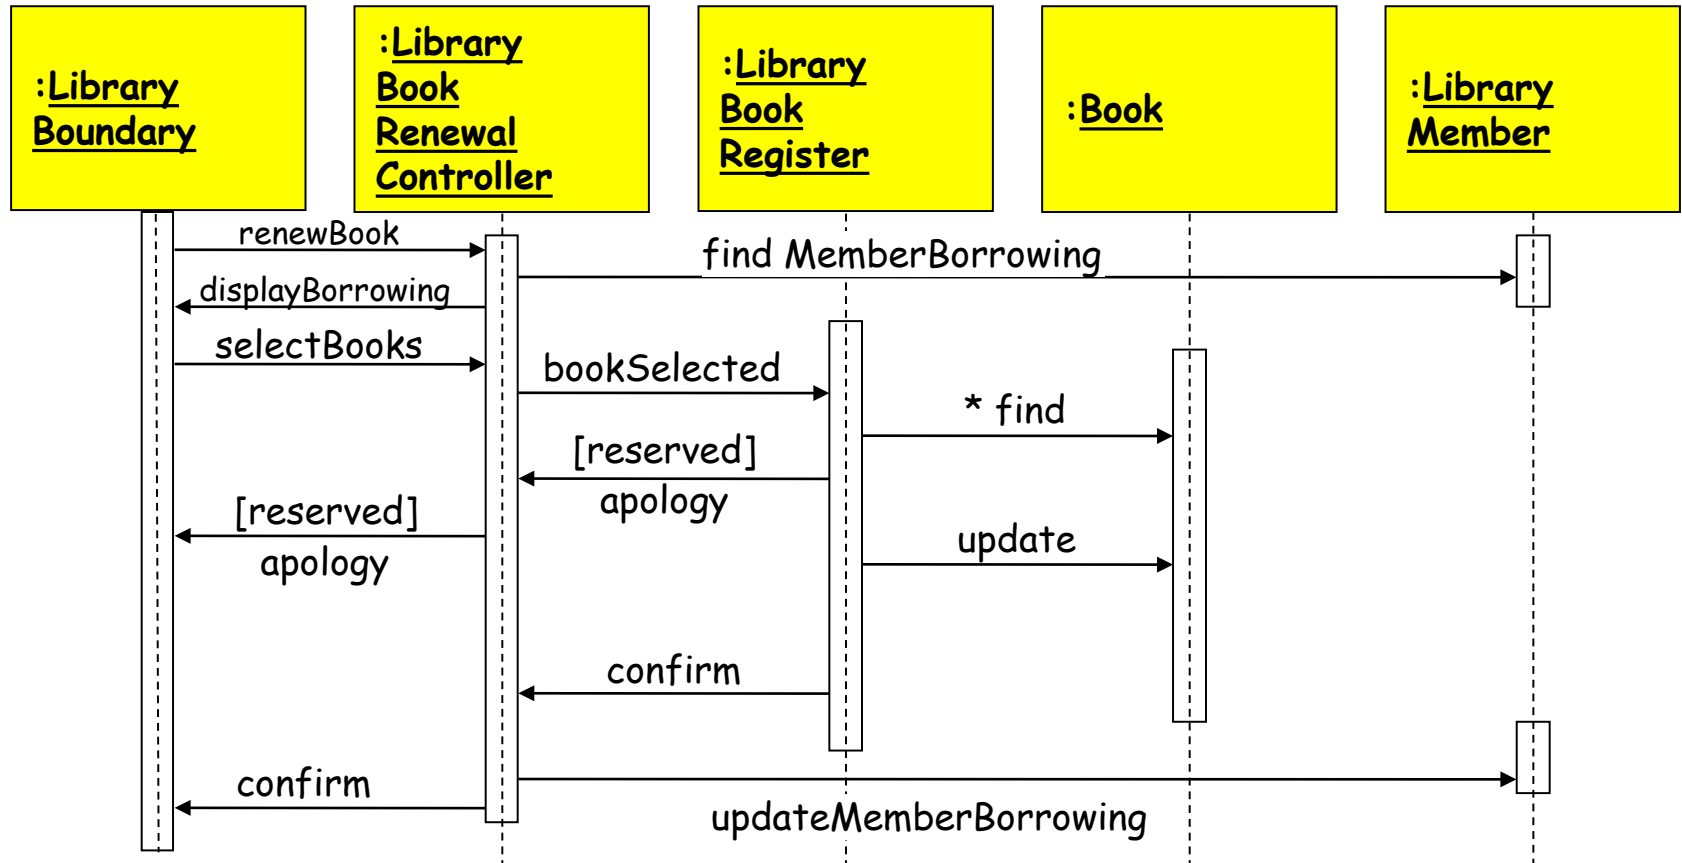 :Library
Boundary
:Library
Book
Renewal
Controller
:Library
Book
Register
:Book
:Library
Member
renewBook
find MemberBorrowing
displayBorrowing
selectBooks
bookSelected
* find
[reserved]
apology
[reserved]
apology
update
confirm
confirm
updateMemberBorrowing